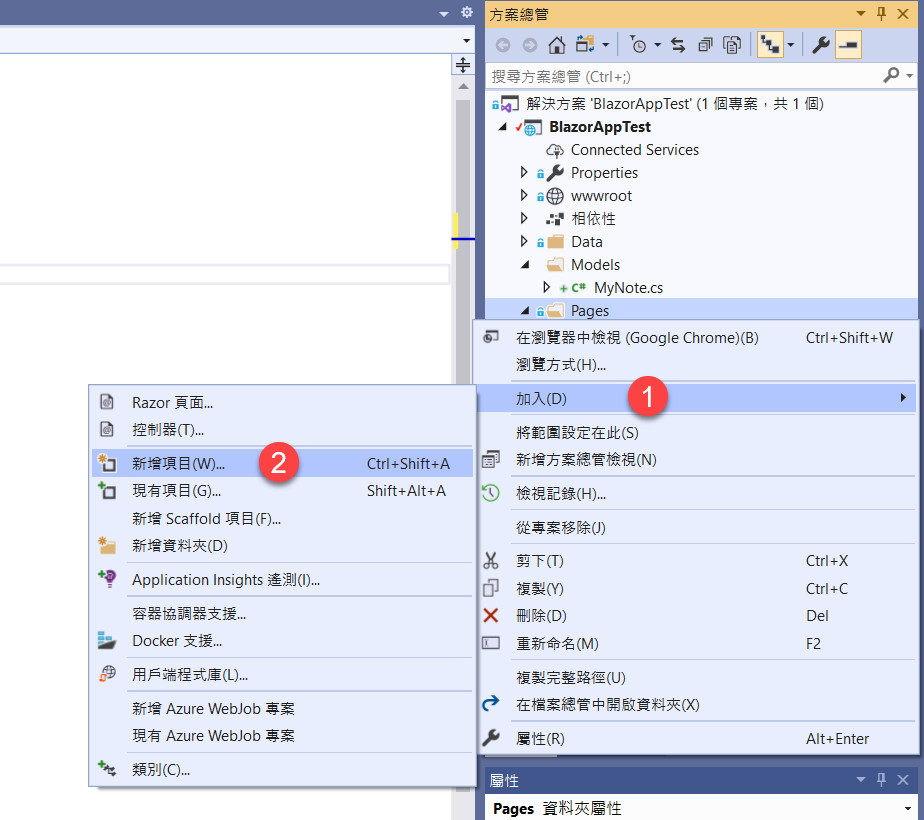 方案總管
搜尋方案總管 (Ctrl+;)
解決方案 'BlazorAppTest' (1 個專案，共 1 個)
BlazorAppTest
Connected Services
Properties
wwwroot
相依性
Data
Models
C# MyNote.cs
Pages
在瀏覽器中檢視 (Google Chrome)(B) Ctrl+Shift+W
瀏覽方式(H)...
加入(D) 1
將範圍設定在此(S)
新增方案總管檢視(N)
檢視記錄(H)...
從專案移除(J)
剪下(T) Ctrl+X
複製(Y) Ctrl+C
刪除(D) Del
重新命名(M) F2
複製完整路徑(U)
在檔案總管中開啟資料夾(X)
屬性(R) Alt+Enter
Razor 頁面...
控制器(T)...
新增項目(W)... 2 Ctrl+Shift+A
現有項目(G)... Shift+Alt+A
新增 Scaffold 項目(F)...
新增資料夾(D)
Application Insights 遙測(I)...
容器協調器支援...
Docker 支援...
用戶端程式庫(L)...
新增 Azure WebJob 專案
現有 Azure WebJob 專案
類別(C)...
屬性
Pages 資料夾屬性